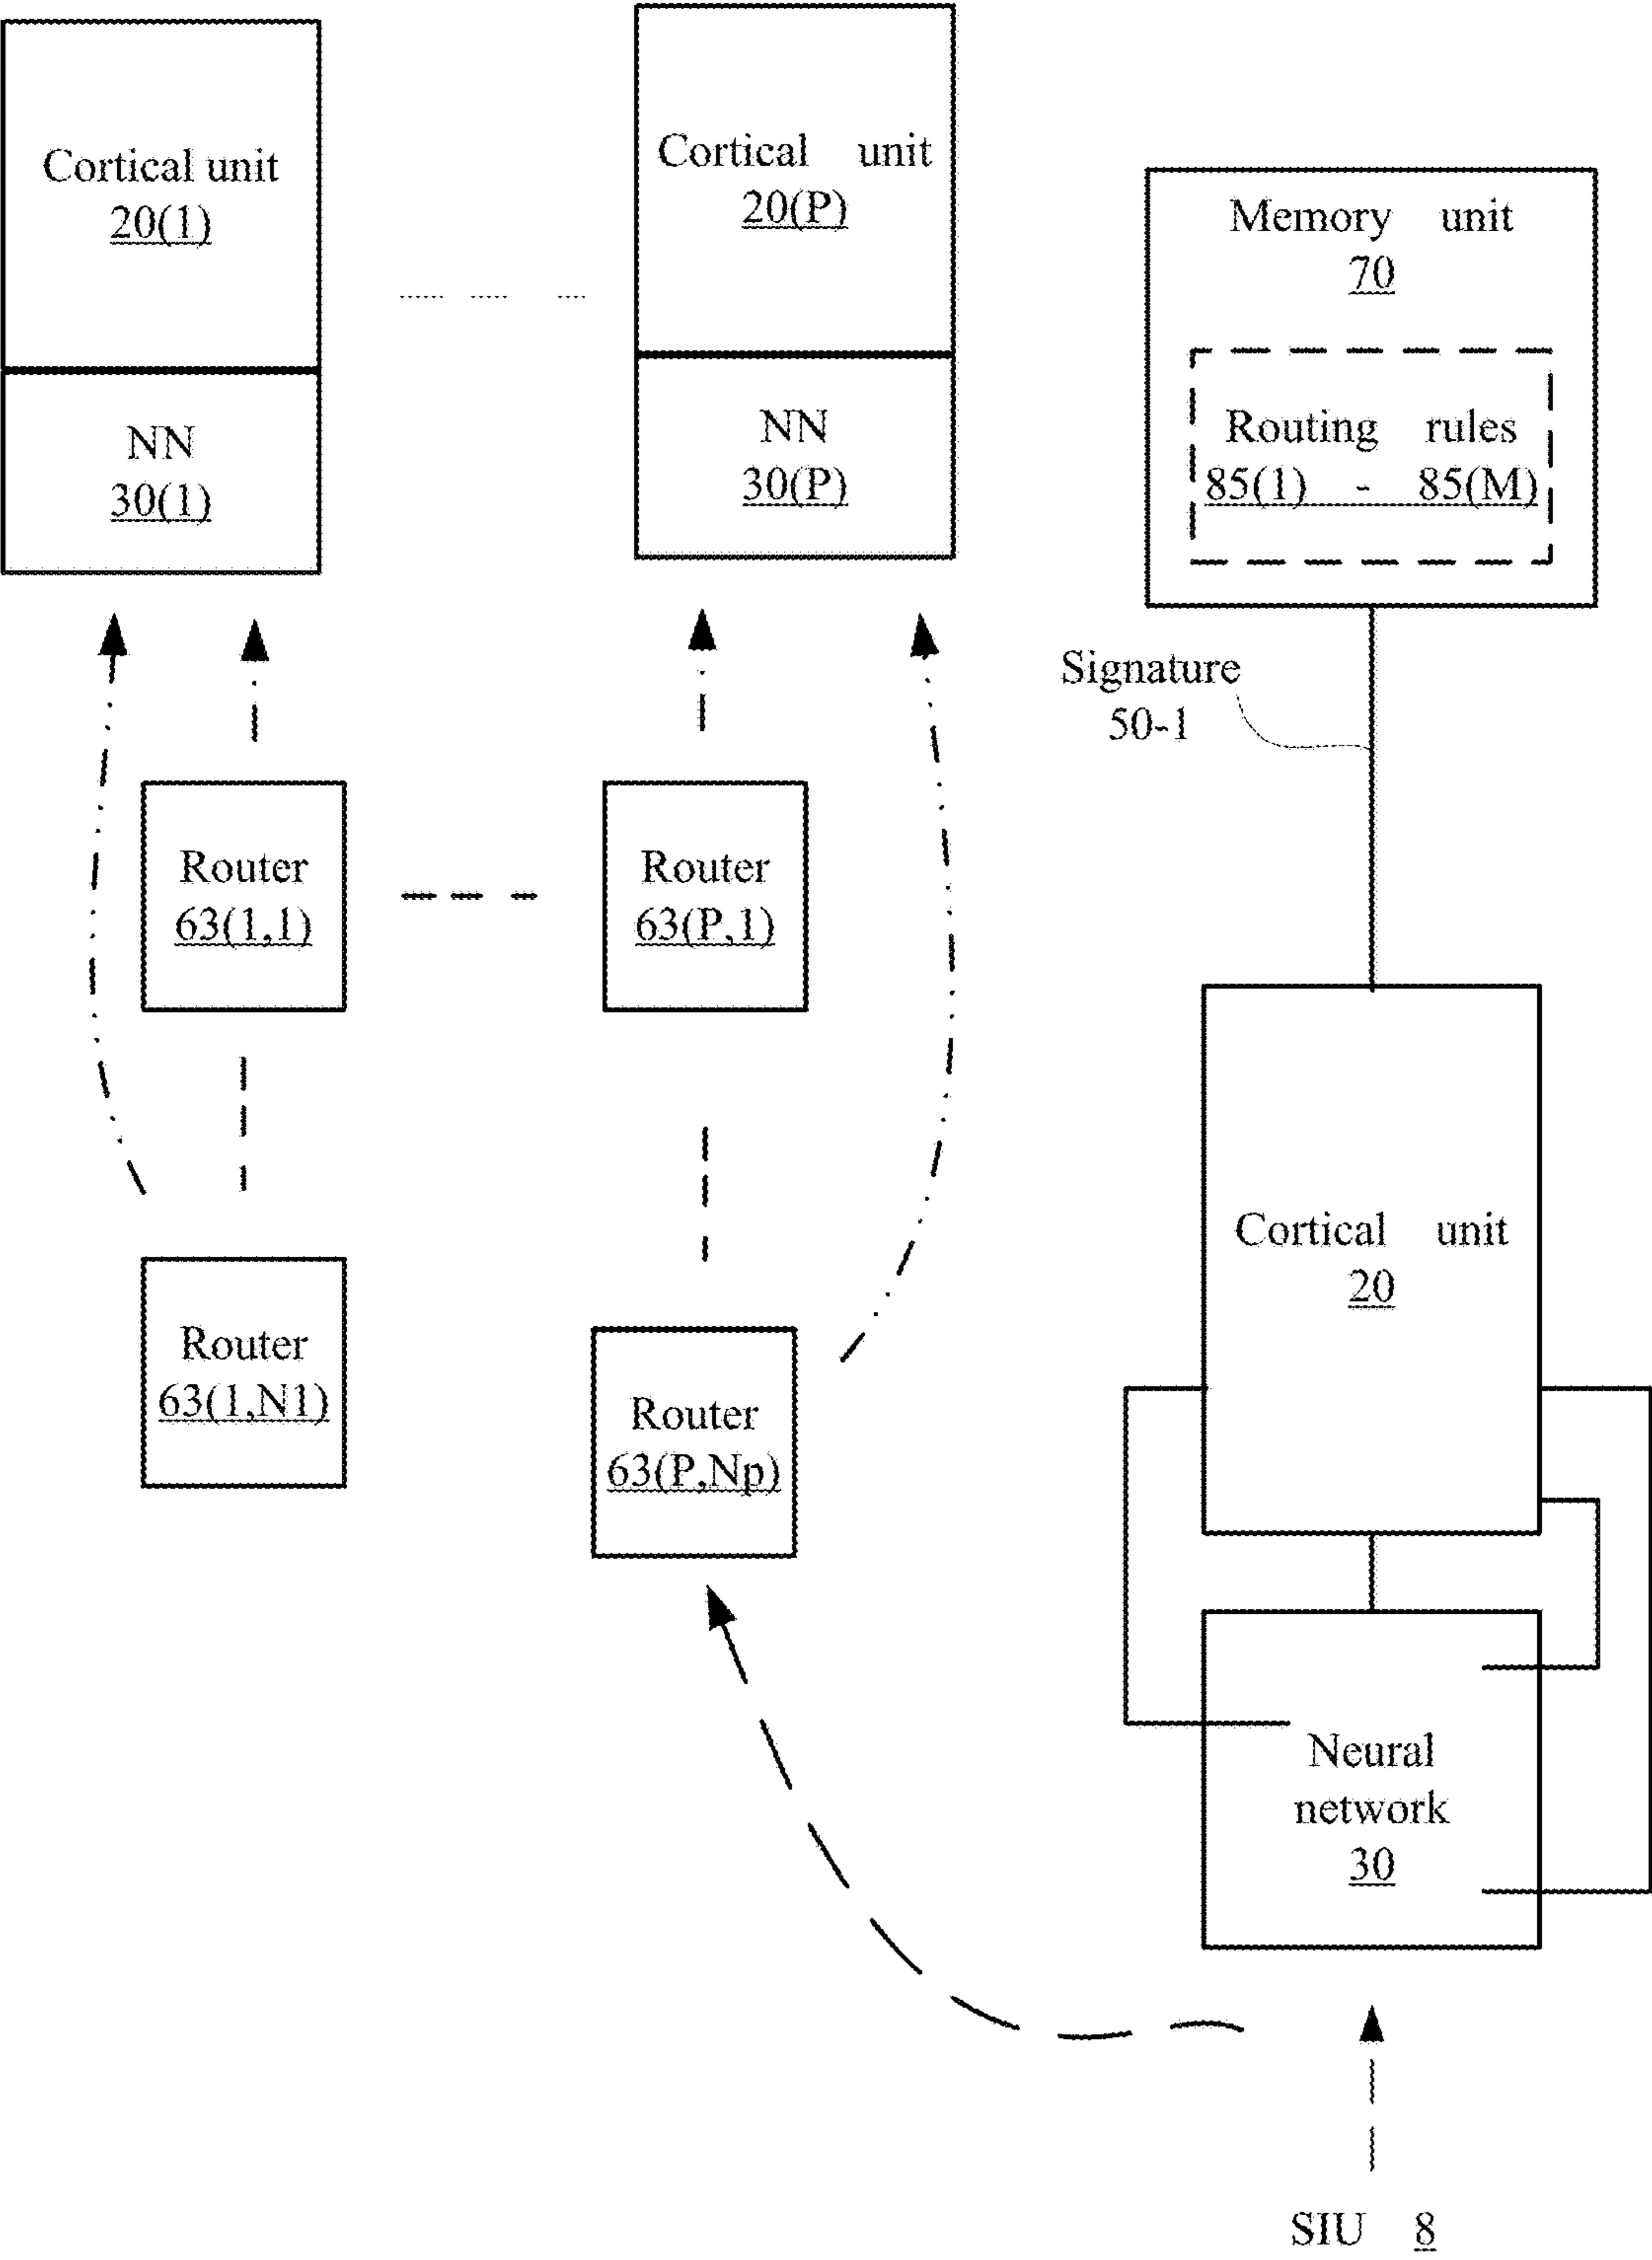 Cortical unit
20(1)
NN
30(1)
Cortical unit
20(P)
NN
30(P)
Memory unit
70
Routing rules
85(1) - 85(M)
Signature
50-1
Router
63(1,1)
Router
63(P,1)
Router
63(1,N1)
Router
63(P,Np)
Cortical unit
20
Neural
network
30
SIU 8